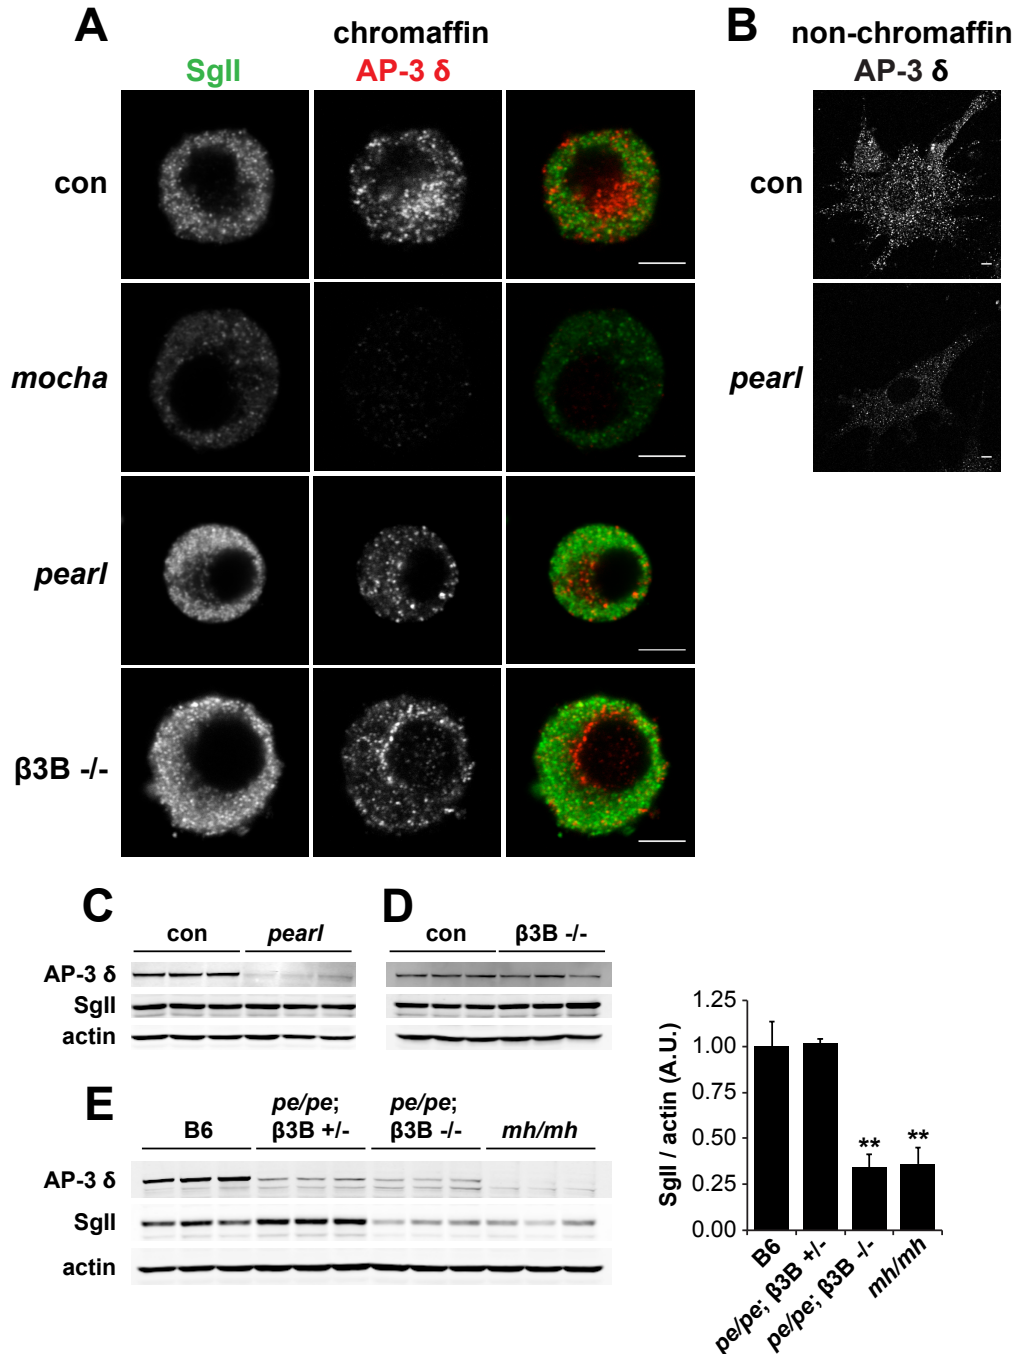 A
chromaffin
SgII
AP-3 δ
con
mocha
pearl
β3B -/-
B
non-chromaffin
AP-3 δ
con
pearl
C
con
pearl
AP-3 δ
SgII
actin
D
con
β3B -/-
E
B6
pe/pe;
β3B +/-
pe/pe;
β3B -/-
mh/mh
AP-3 δ
SgII
actin
SgII / actin (A.U.)
1.25
1.00
0.75
0.50
0.25
0.00
**
**
B6
pe/pe; β3B +/-
pe/pe; β3B -/-
mh/mh